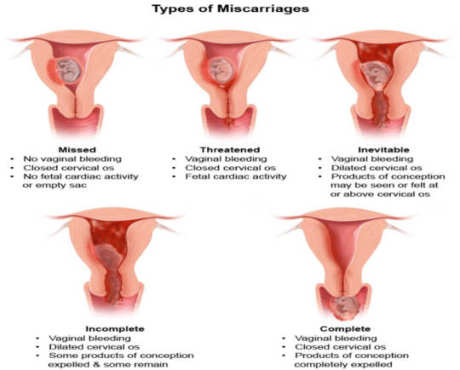 Types of Miscarriages
Missed
• No vaginal bleeding
• Closed cervical os
• No fetal cardiac activity
or empty sac
Threatened
• Vaginal bleeding
• Closed cervical os
• Fetal cardiac activity
Inevitable
• Vaginal bleeding
• Dilated cervical os
• Products of conception
may be seen or felt at
or above cervical os
Incomplete
• Vaginal bleeding
• Dilated cervical os
• Some products of conception
expelled & some remain
Complete
• Vaginal bleeding
• Closed cervical os
• Products of conception
completely expelled